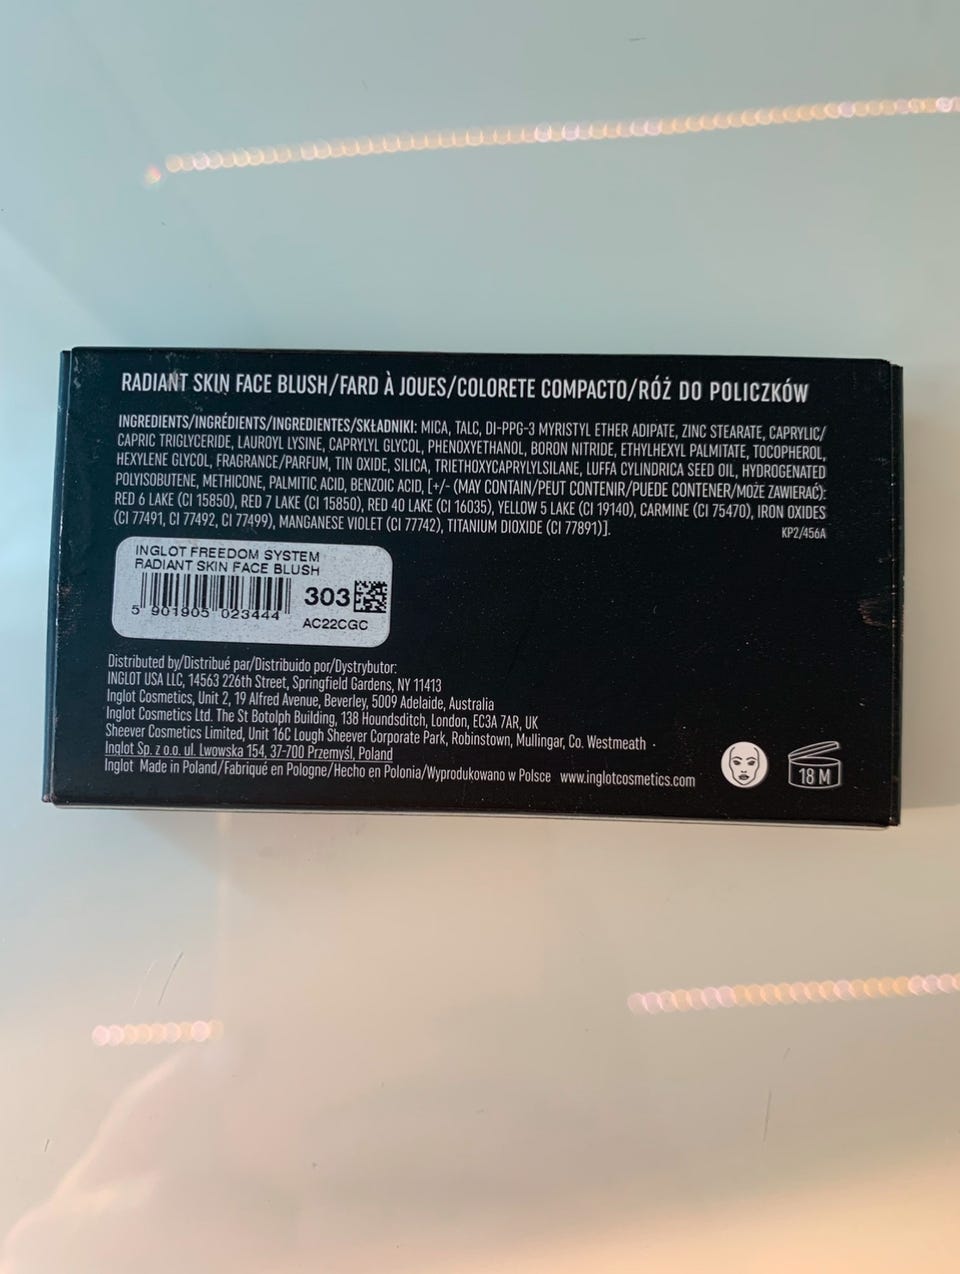 RADIANT SKIN FACE BLUSH/FARD À JOUES/COLORETE COMPACTO/RÓŻ DO POLICZKÓW
INGREDIENTS/INGRÉDIENTS/INGREDIENTES/SKŁADNIKI: MICA, TALC, DI-PPG-3 MYRISTYL ETHER ADIPATE, ZINC STEARATE, CAPRYLIC/
CAPRIC TRIGLYCERIDE, LAUROYL LYSINE, CAPRYLYL GLYCOL, PHENOXYETHANOL, BORON NITRIDE, ETHYLHEXYL PALMITATE, TOCOPHEROL,
HEXYLENE GLYCOL, FRAGRANCE/PARFUM, TIN OXIDE, SILICA, TRIETHOXYCAPRYLYLSILANE, LUFFA CYLINDRICA SEED OIL, HYDROGENATED
POLYISOBUTENE, METHICONE, PALMITIC ACID, BENZOIC ACID, [+/- (MAY CONTAIN/PEUT CONTENIR/PUEDE CONTENER/MOŻE ZAWIERAĆ):
RED 6 LAKE (CI 15850), RED 7 LAKE (CI 15850), RED 40 LAKE (CI 16035), YELLOW 5 LAKE (CI 19140), CARMINE (CI 75470), IRON OXIDES
(CI 77491, CI 77492, CI 77499), MANGANESE VIOLET (CI 77742), TITANIUM DIOXIDE (CI 77891)].
KP2/456A
INGLOT FREEDOM SYSTEM
RADIANT SKIN FACE BLUSH
303
5 901905 023444
AC22CGC
Distributed by/Distribué par/Distribuido por/Dystrybutor:
INGLOT USA LLC, 14563 226th Street, Springfield Gardens, NY 11413
Inglot Cosmetics, Unit 2, 19 Alfred Avenue, Beverley, 5009 Adelaide, Australia
Inglot Cosmetics Ltd. The St Botolph Building, 138 Houndsditch, London, EC3A 7AR, UK
Sheever Cosmetics Limited, Unit 16C Lough Sheever Corporate Park, Robinstown, Mullingar, Co. Westmeath
Inglot Sp. z o.o. ul. Lwowska 154, 37-700 Przemyśl, Poland
Inglot Made in Poland/Fabriqué en Pologne/Hecho en Polonia/Wyprodukowano w Polsce www.inglotcosmetics.com
18 M